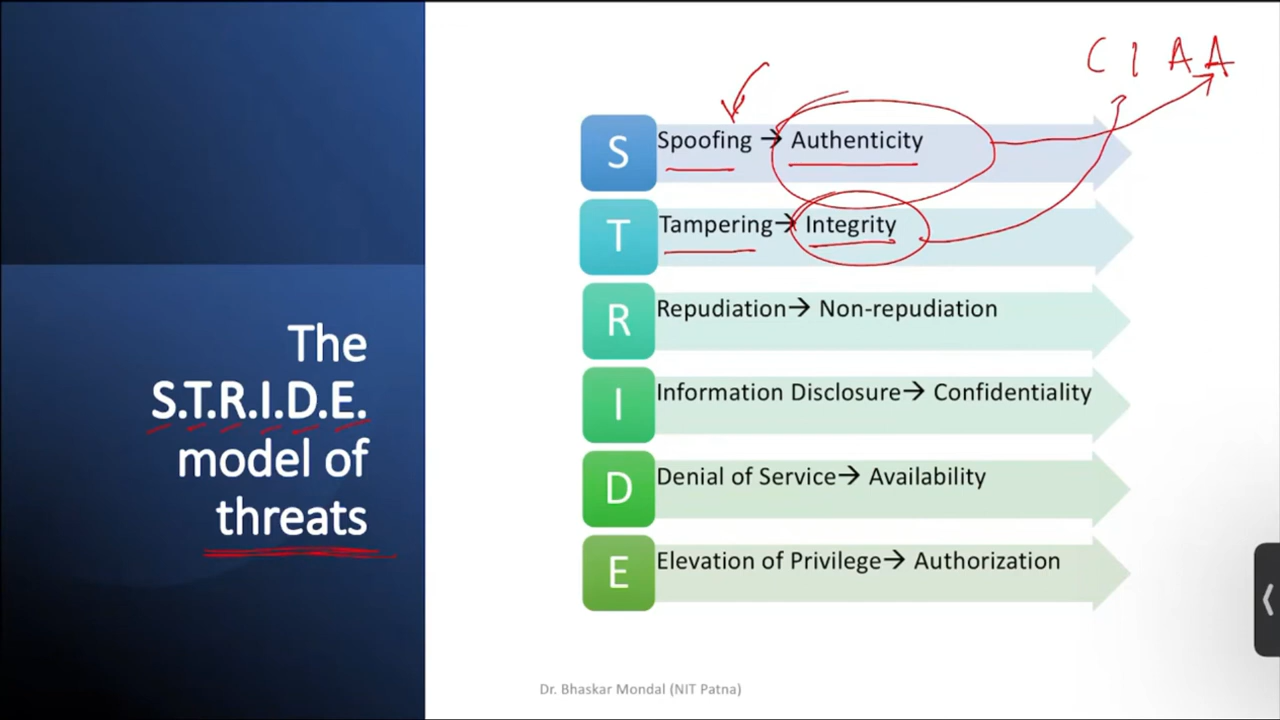 C I A A
The
S.T.R.I.D.E.
model of
threats
S Spoofing → Authenticity
T Tampering→ Integrity
R Repudiation→ Non-repudiation
I Information Disclosure→ Confidentiality
D Denial of Service→ Availability
E Elevation of Privilege→ Authorization
Dr. Bhaskar Mondal (NIT Patna)